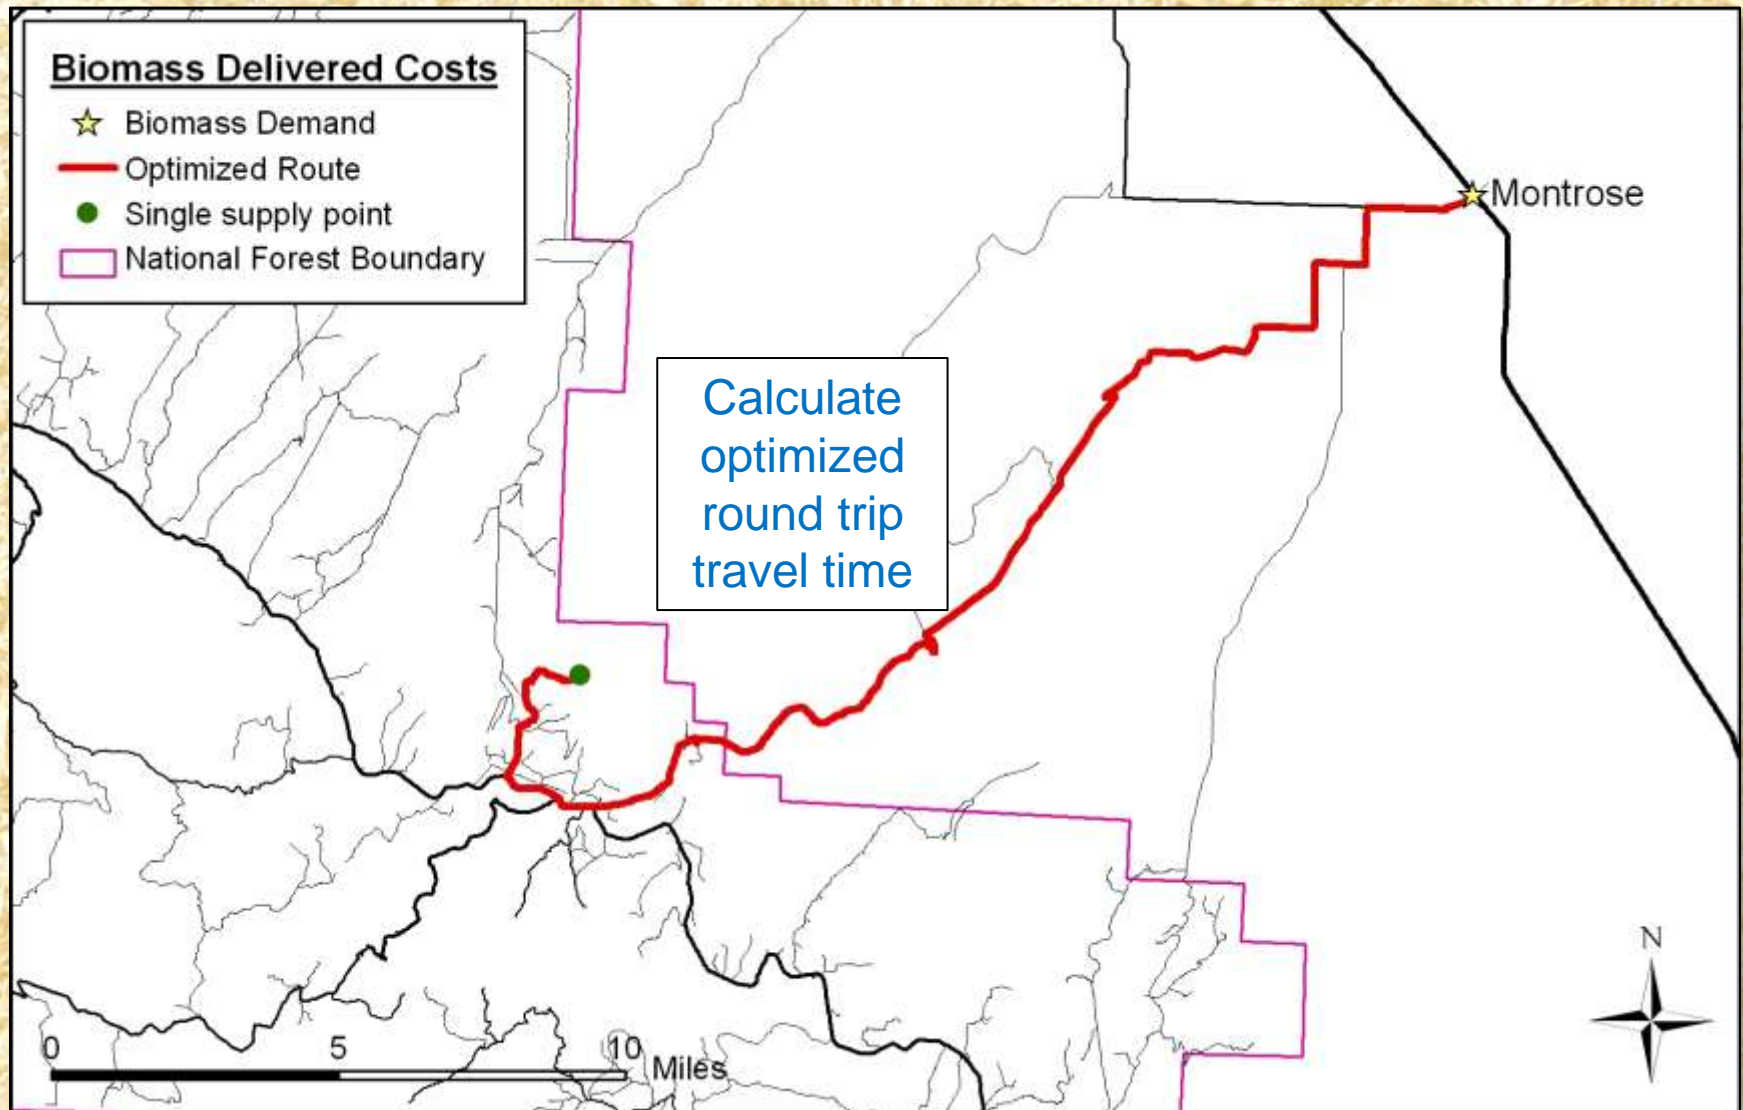 Biomass Delivered Costs
Biomass Demand
Optimized Route
Single supply point
National Forest Boundary
Montrose
Calculate
optimized
round trip
travel time
N
0 5 10 Miles